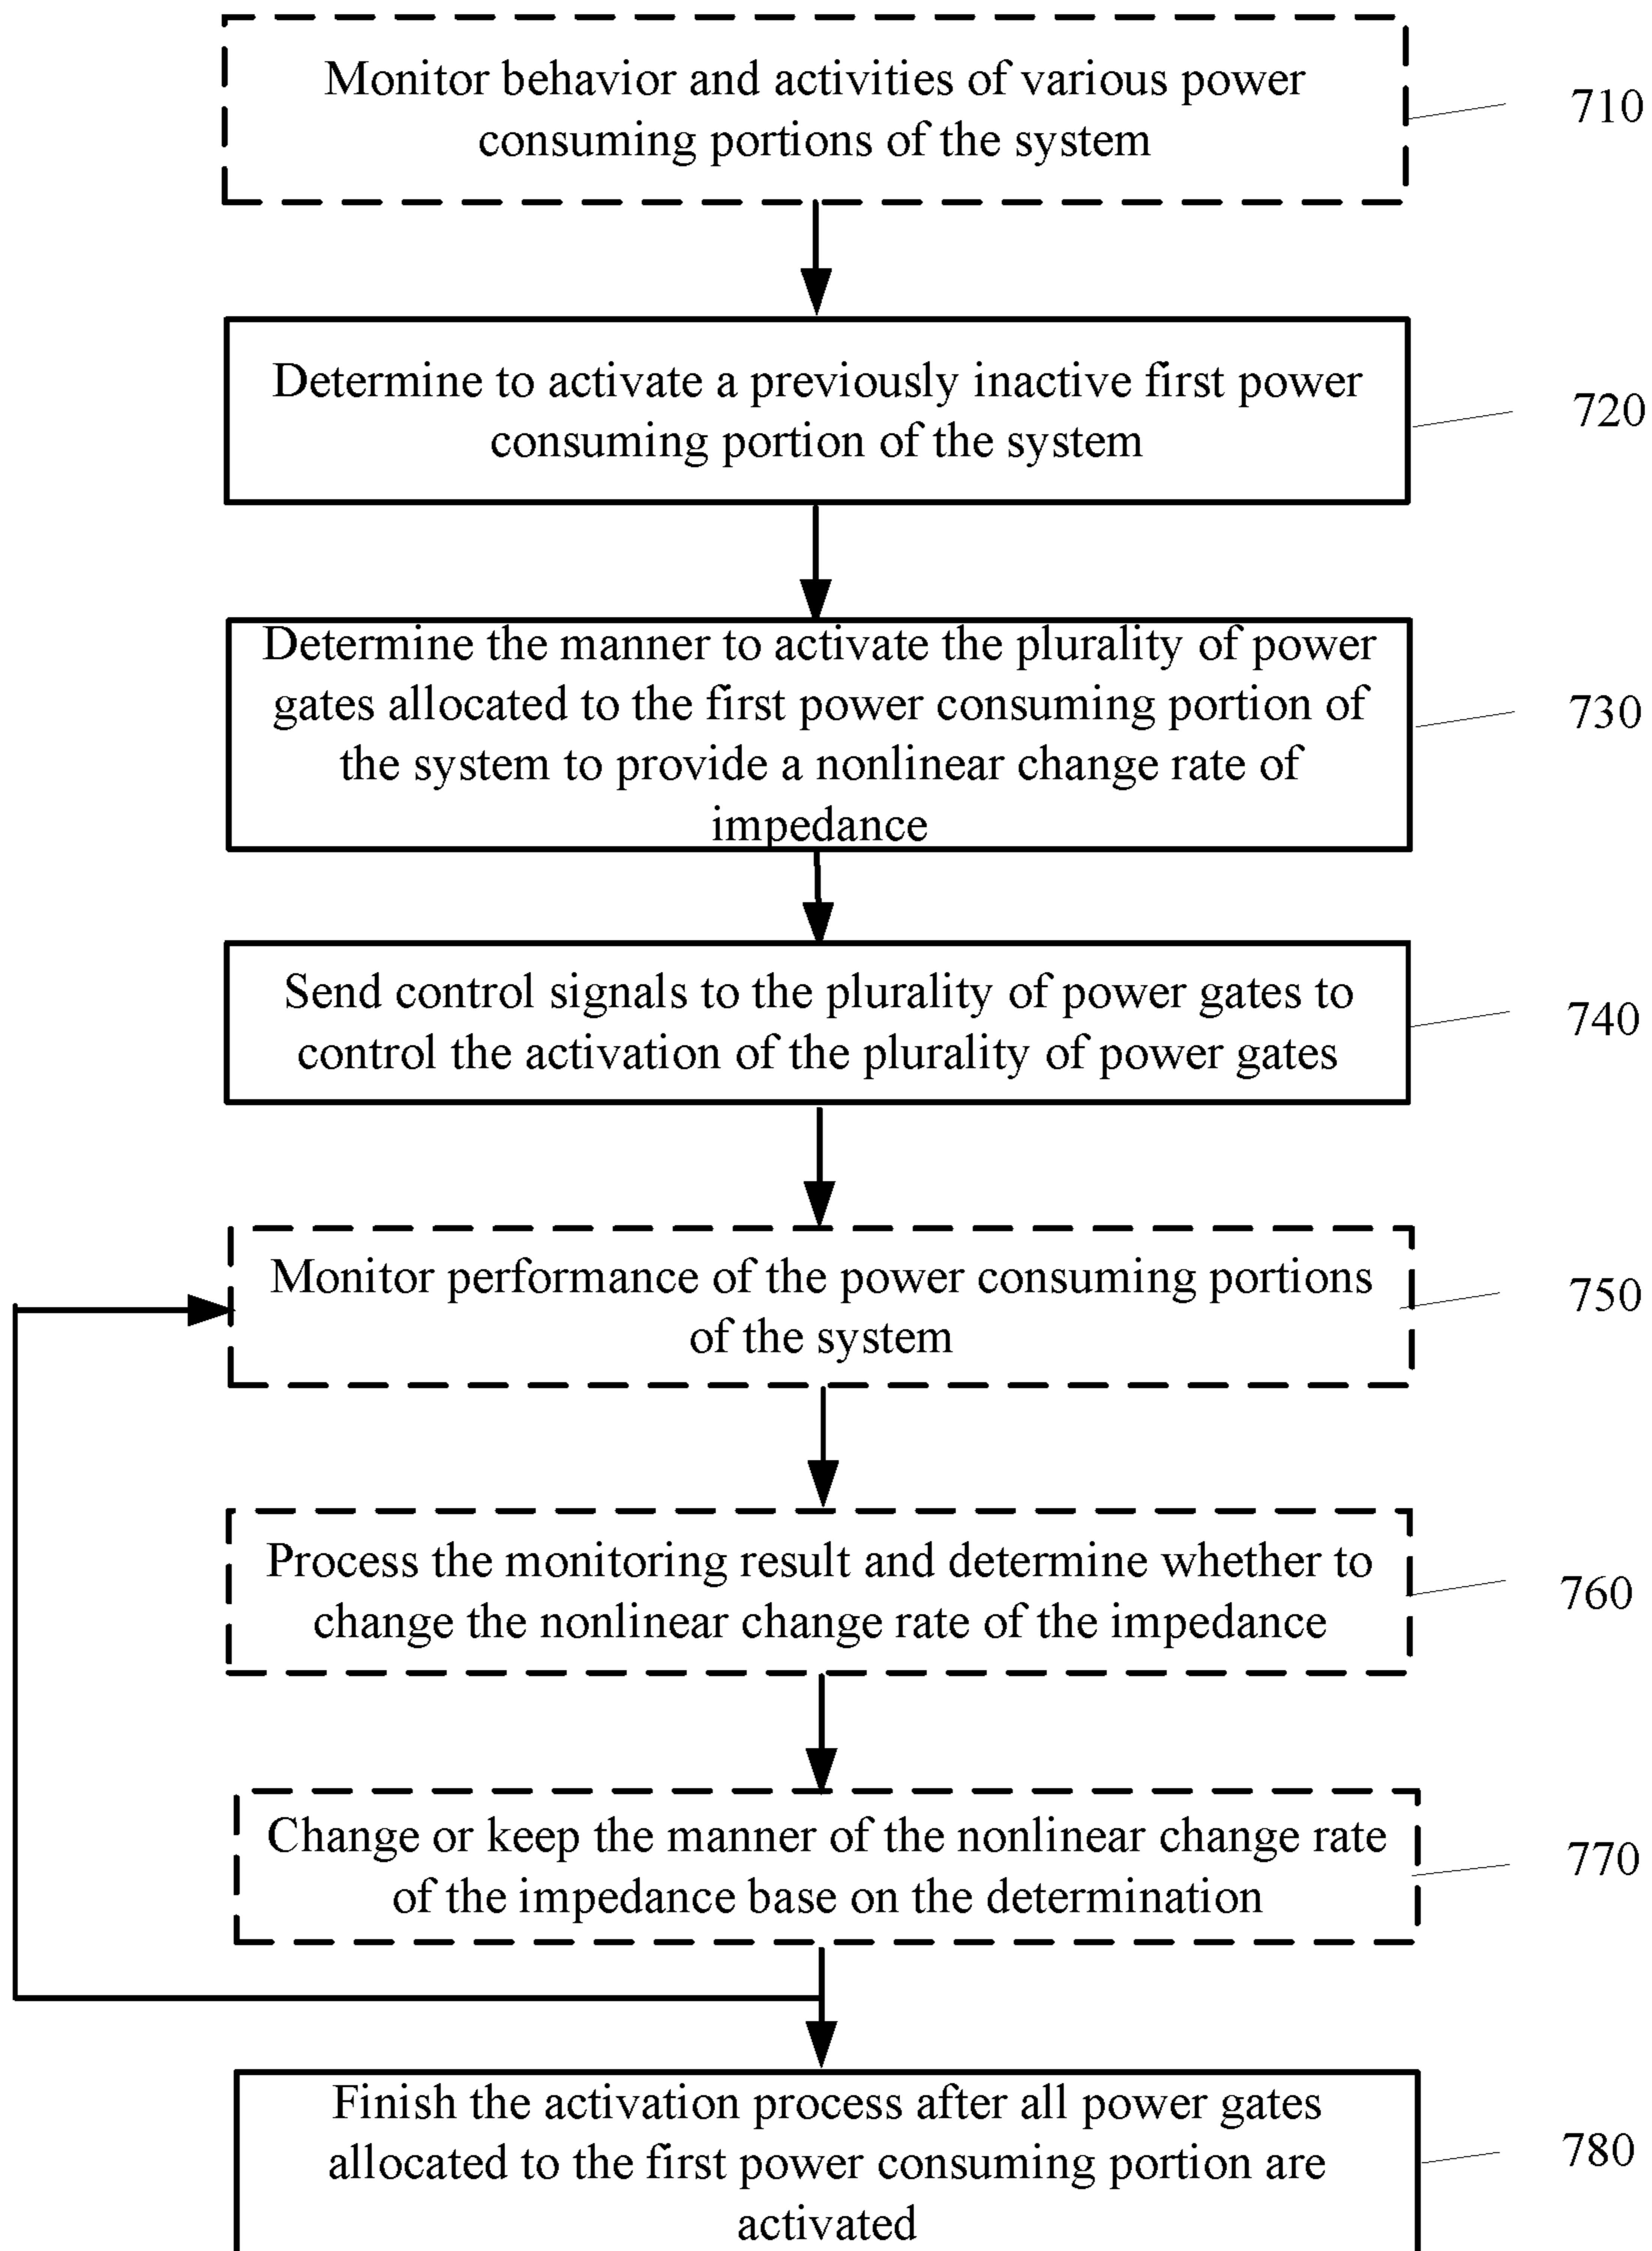 Monitor behavior and activities of various power
consuming portions of the system
710
Determine to activate a previously inactive first power
consuming portion of the system
720
Determine the manner to activate the plurality of power
gates allocated to the first power consuming portion of
the system to provide a nonlinear change rate of
impedance
730
Send control signals to the plurality of power gates to
control the activation of the plurality of power gates
740
Monitor performance of the power consuming portions
of the system
750
Process the monitoring result and determine whether to
change the nonlinear change rate of the impedance
760
Change or keep the manner of the nonlinear change rate
of the impedance base on the determination
770
Finish the activation process after all power gates
allocated to the first power consuming portion are
activated
780